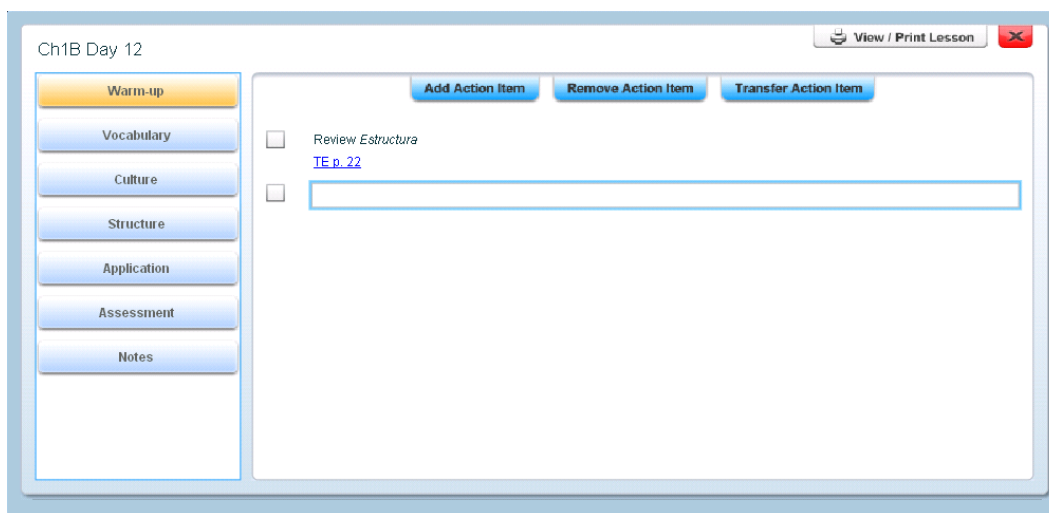 View / Print Lesson
Ch1B Day 12
Warm-up
Vocabulary
Culture
Structure
Application
Assessment
Notes
Add Action Item Remove Action Item Transfer Action Item
Review Estructura
TE p. 22